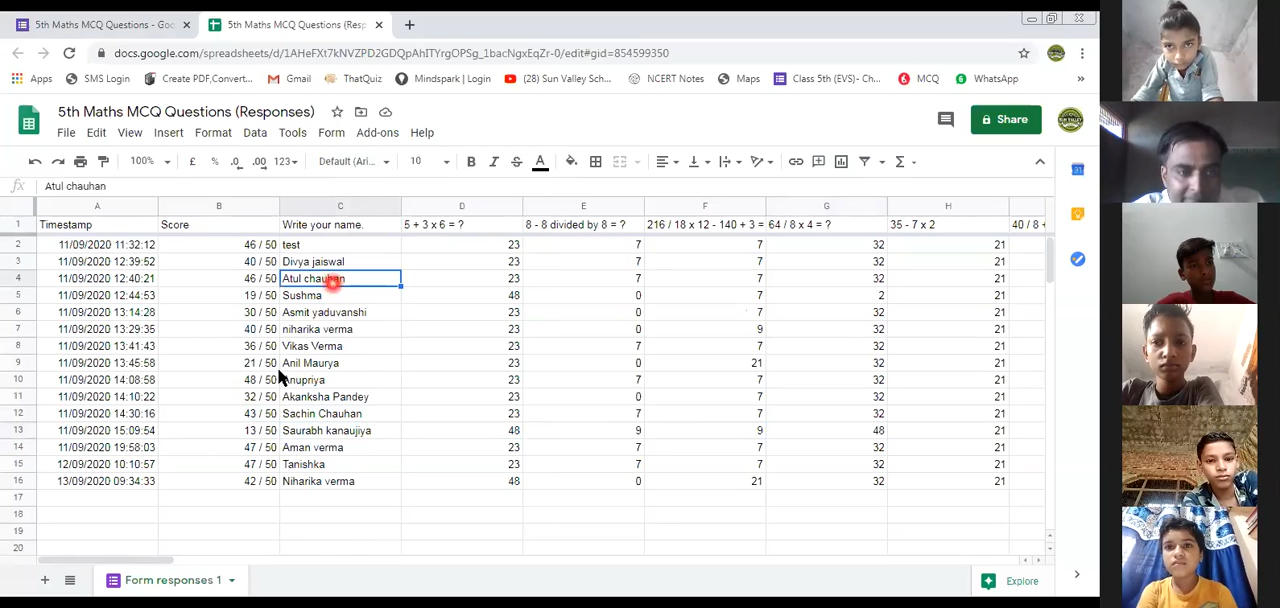 5th Maths MCQ Questions - Goo
5th Maths MCQ Questions (Resp
docs.google.com/spreadsheets/d/1AHeFXt7kNVZPD2GDQpAhITYrgOPSq_1bacNgxEqZr-0/edit#gid=854599350
Apps SMS Login Create PDF,Convert... Gmail ThatQuiz Mindspark | Login (28) Sun Valley Sch... NCERT Notes Maps Class 5th (EVS)- Ch... MCQ WhatsApp »
5th Maths MCQ Questions (Responses)
Share
File Edit View Insert Format Data Tools Form Add-ons Help
100% £ % .0 .00 123 Default (Ari... 10 B I S A Σ
fx Atul chauhan
A B C D E F G H
1 Timestamp Score Write your name. 5 + 3 x 6 = ? 8 - 8 divided by 8 = ? 216 / 18 x 12 - 140 + 3 = 64 / 8 x 4 = ? 35 - 7 x 2 40 / 8 +
2 11/09/2020 11:32:12 46 / 50 test 23 7 7 32 21
3 11/09/2020 12:39:52 40 / 50 Divya jaiswal 23 7 7 32 21
4 11/09/2020 12:40:21 46 / 50 Atul chauhan 23 7 7 32 21
5 11/09/2020 12:44:53 19 / 50 Sushma 48 0 7 2 21
6 11/09/2020 13:14:28 30 / 50 Asmit yaduvanshi 23 0 7 32 21
7 11/09/2020 13:29:35 40 / 50 niharika verma 23 0 9 32 21
8 11/09/2020 13:41:43 36 / 50 Vikas Verma 23 7 7 32 21
9 11/09/2020 13:45:58 21 / 50 Anil Maurya 23 0 21 32 21
10 11/09/2020 14:08:58 48 / 50 Anupriya 23 7 7 32 21
11 11/09/2020 14:10:22 32 / 50 Akanksha Pandey 23 0 7 32 21
12 11/09/2020 14:30:16 43 / 50 Sachin Chauhan 23 7 7 32 21
13 11/09/2020 15:09:54 13 / 50 Saurabh kanaujiya 48 9 9 48 21
14 11/09/2020 19:58:03 47 / 50 Aman verma 23 7 7 32 21
15 12/09/2020 10:10:57 47 / 50 Tanishka 23 7 7 32 21
16 13/09/2020 09:34:33 42 / 50 Niharika verma 48 0 21 32 21
17
18
19
20
Form responses 1
Explore